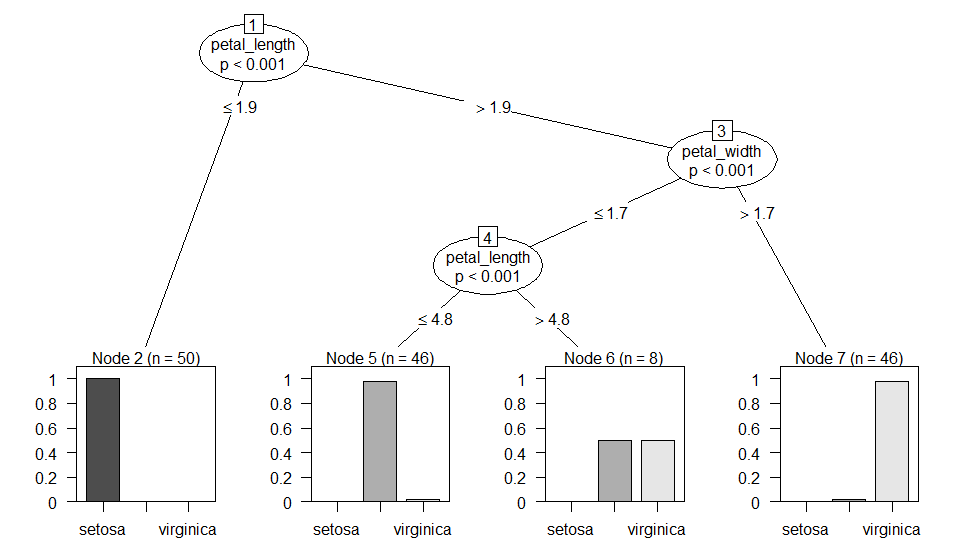 1
petal_length
p < 0.001
≤ 1.9
> 1.9
3
petal_width
p < 0.001
≤ 1.7
> 1.7
4
petal_length
p < 0.001
≤ 4.8
> 4.8
Node 2 (n = 50)
1
0.8
0.6
0.4
0.2
0
setosa
virginica
Node 5 (n = 46)
1
0.8
0.6
0.4
0.2
0
setosa
virginica
Node 6 (n = 8)
1
0.8
0.6
0.4
0.2
0
setosa
virginica
Node 7 (n = 46)
1
0.8
0.6
0.4
0.2
0
setosa
virginica